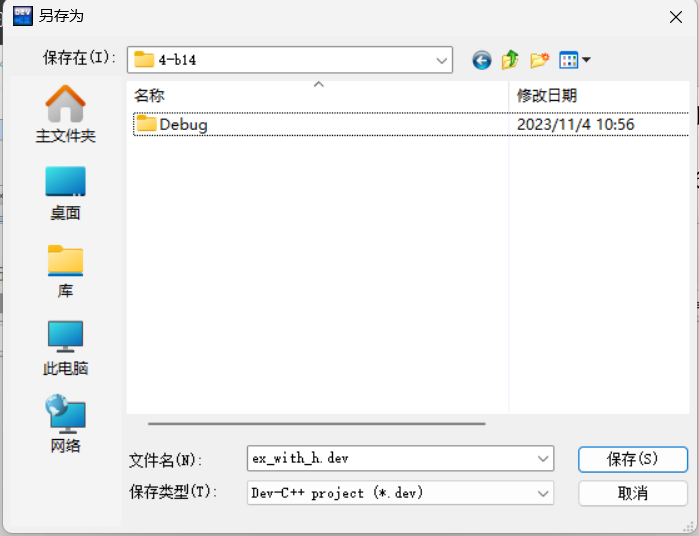 另存为
保存在(I):
4-b14
名称
修改日期
Debug
2023/11/4 10:56
主文件夹
桌面
库
此电脑
网络
文件名(N):
ex_with_h.dev
保存(S)
保存类型(T):
Dev-C++ project (*.dev)
取消